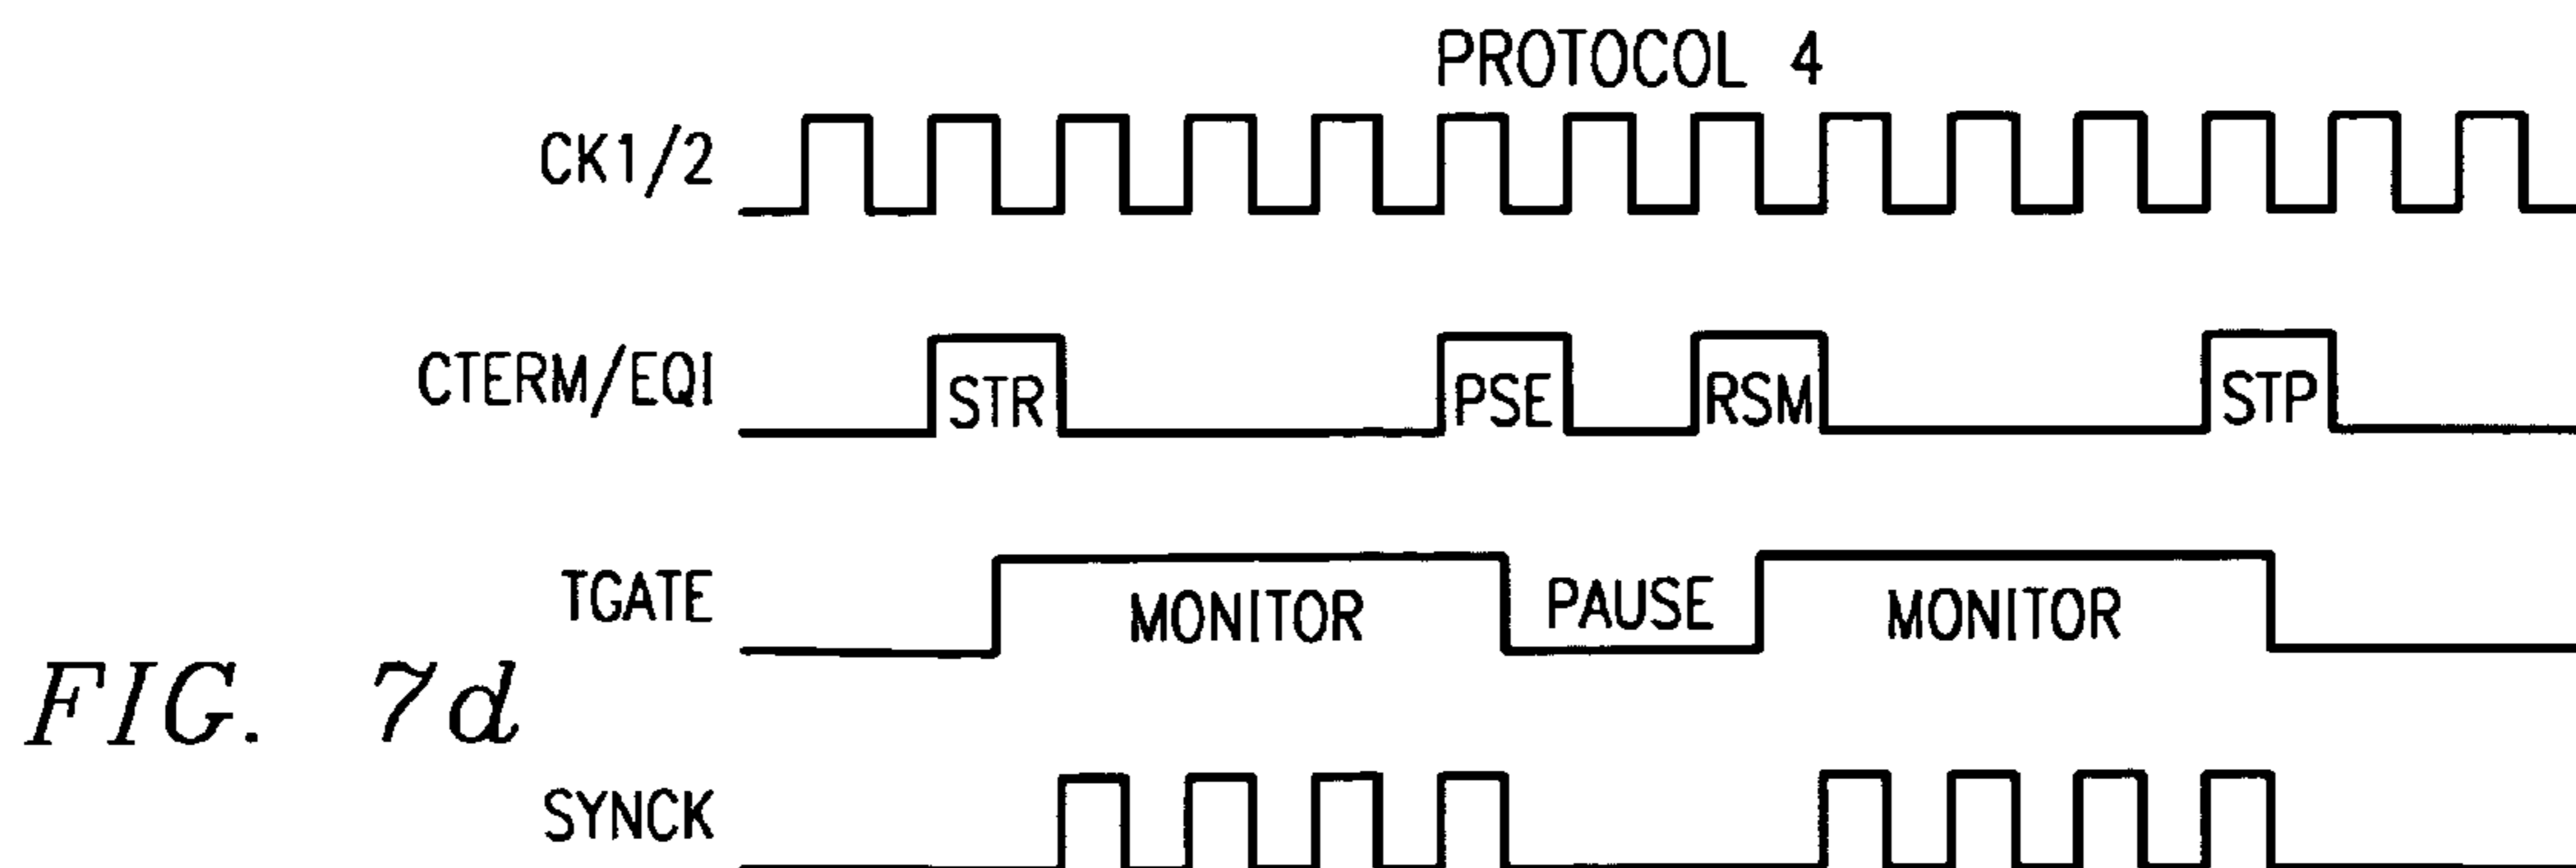 PROTOCOL 4
CK1/2
CTERM/EQI
STR
PSE
RSM
STP
TGATE
MONITOR
PAUSE
MONITOR
FIG. 7d
SYNCK